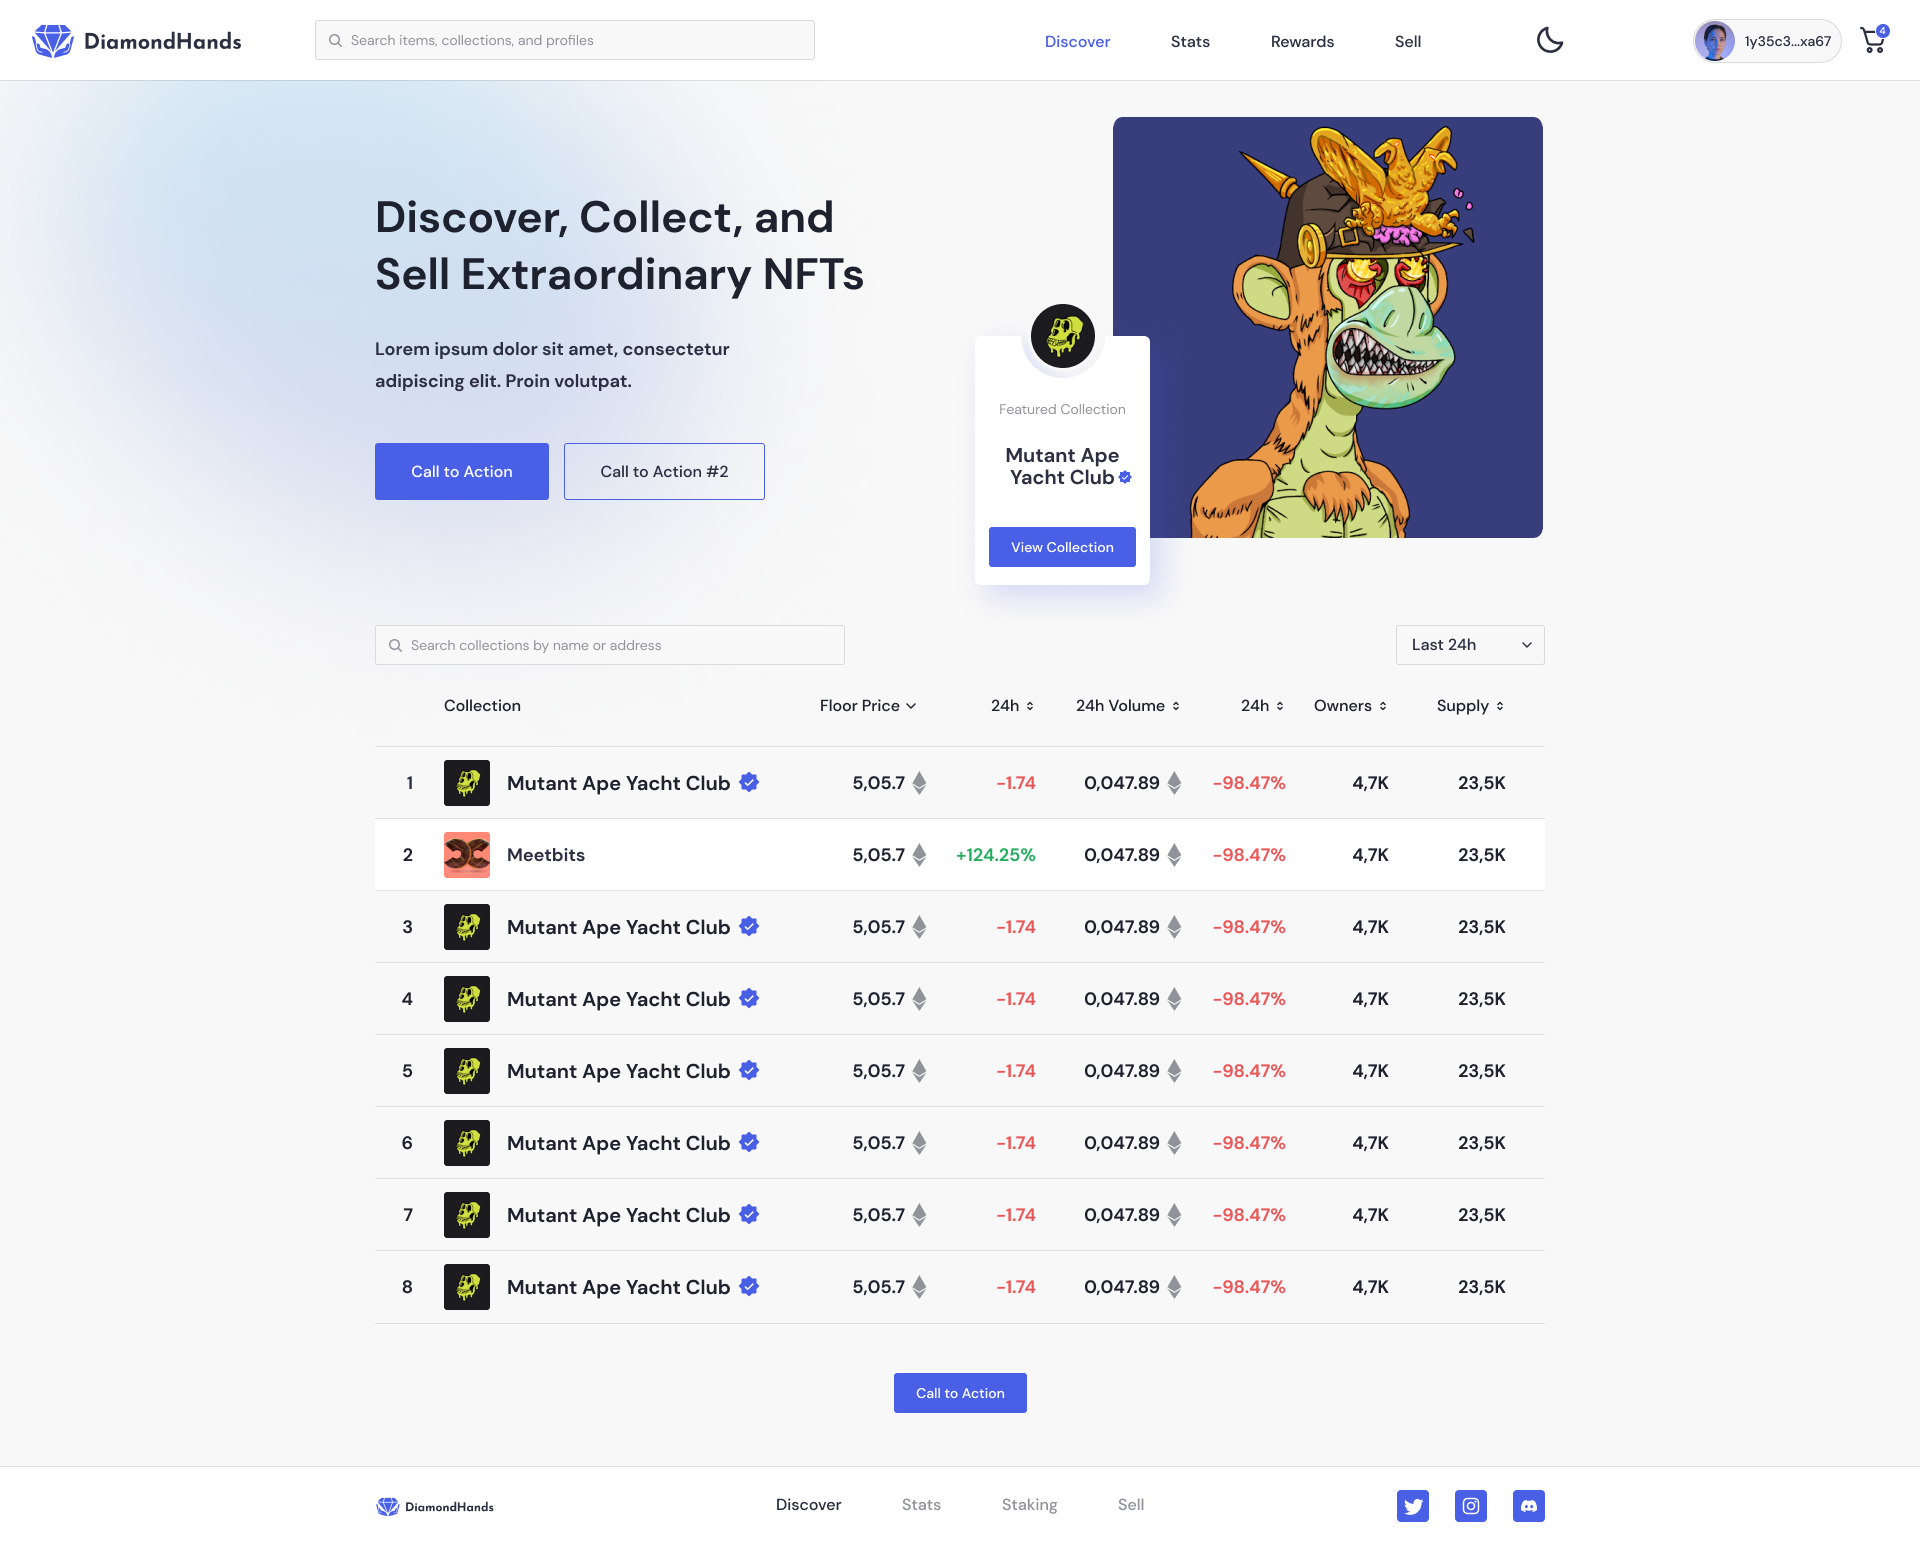 DiamondHands
Search items, collections, and profiles
Discover
Stats
Rewards
Sell
1y35c3...xa67
4
Discover, Collect, and
Sell Extraordinary NFTs
Lorem ipsum dolor sit amet, consectetur
adipiscing elit. Proin volutpat.
Call to Action
Call to Action #2
Featured Collection
Mutant Ape
Yacht Club
View Collection
Search collections by name or address
Last 24h
Collection Floor Price 24h 24h Volume 24h Owners Supply
1 Mutant Ape Yacht Club 5,05.7 -1.74 0,047.89 -98.47% 4,7K 23,5K
2 Meetbits 5,05.7 +124.25% 0,047.89 -98.47% 4,7K 23,5K
3 Mutant Ape Yacht Club 5,05.7 -1.74 0,047.89 -98.47% 4,7K 23,5K
4 Mutant Ape Yacht Club 5,05.7 -1.74 0,047.89 -98.47% 4,7K 23,5K
5 Mutant Ape Yacht Club 5,05.7 -1.74 0,047.89 -98.47% 4,7K 23,5K
6 Mutant Ape Yacht Club 5,05.7 -1.74 0,047.89 -98.47% 4,7K 23,5K
7 Mutant Ape Yacht Club 5,05.7 -1.74 0,047.89 -98.47% 4,7K 23,5K
8 Mutant Ape Yacht Club 5,05.7 -1.74 0,047.89 -98.47% 4,7K 23,5K
Call to Action
DiamondHands
Discover
Stats
Staking
Sell